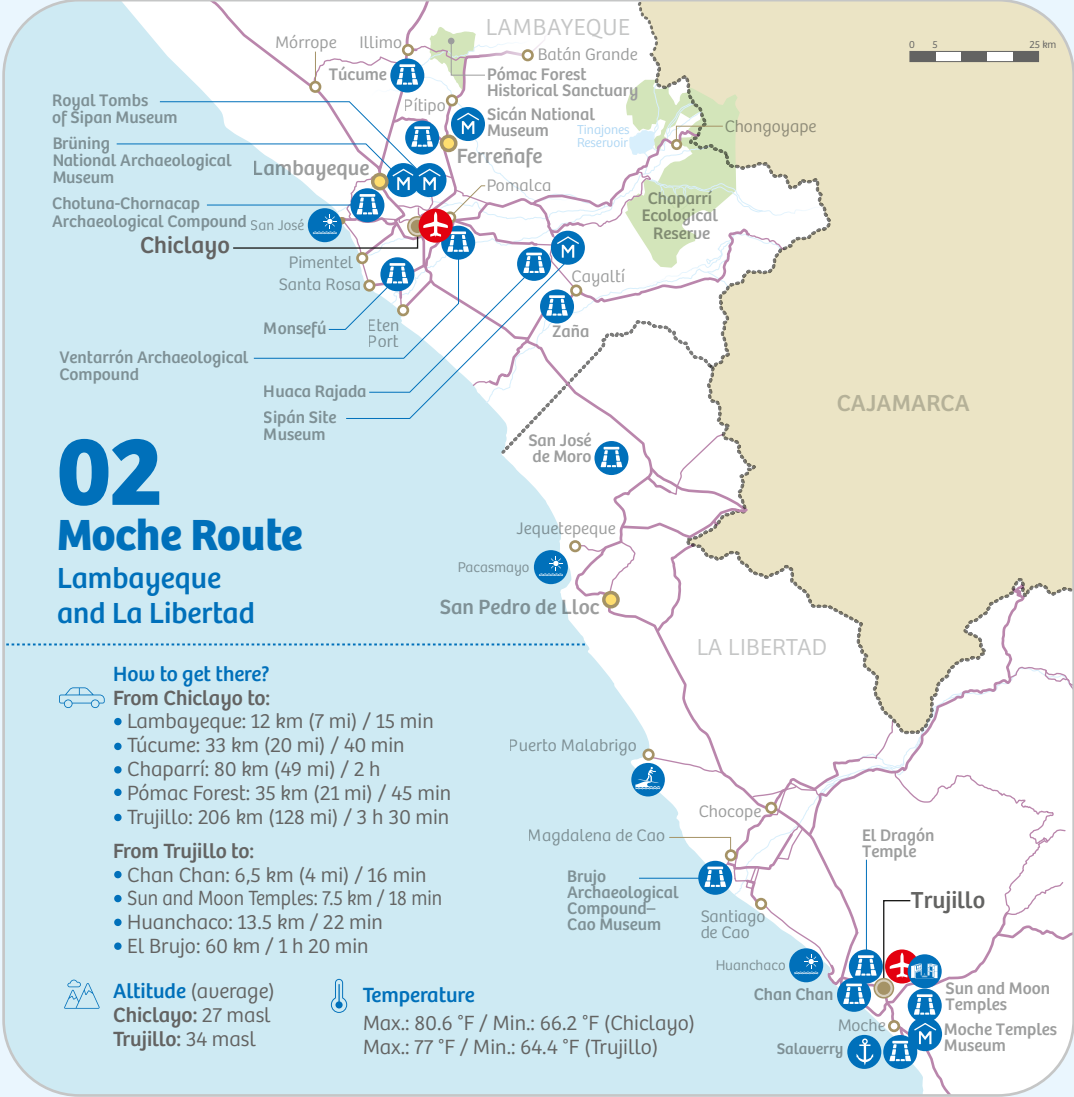 LAMBAYEQUE
0 5 25 km
Mórrope
Illimo
Batán Grande
Túcume
Pómac Forest
Historical Sanctuary
Royal Tombs
of Sipan Museum
Pítipo
Sicán National
Museum
Tinajones
Reservoir
Chongoyape
Brüning
National Archaeological
Museum
Ferreñafe
Lambayeque
M
M
M
Pomalca
Chotuna-Chornacap
Archaeological Compound
San José
Chaparrí
Ecological
Reserve
Chiclayo
M
Pimentel
Santa Rosa
Cayaltí
Monsefú
Eten
Port
Zaña
Ventarrón Archaeological
Compound
Huaca Rajada
Sipán Site
Museum
CAJAMARCA
02
Moche Route
Lambayeque
and La Libertad
San José
de Moro
Jequetepeque
Pacasmayo
San Pedro de Lloc
LA LIBERTAD
How to get there?
From Chiclayo to:
• Lambayeque: 12 km (7 mi) / 15 min
• Túcume: 33 km (20 mi) / 40 min
• Chaparrí: 80 km (49 mi) / 2 h
• Pómac Forest: 35 km (21 mi) / 45 min
• Trujillo: 206 km (128 mi) / 3 h 30 min
From Trujillo to:
• Chan Chan: 6,5 km (4 mi) / 16 min
• Sun and Moon Temples: 7.5 km / 18 min
• Huanchaco: 13.5 km / 22 min
• El Brujo: 60 km / 1 h 20 min
Altitude (average)
Chiclayo: 27 masl
Trujillo: 34 masl
Temperature
Max.: 80.6 °F / Min.: 66.2 °F (Chiclayo)
Max.: 77 °F / Min.: 64.4 °F (Trujillo)
Puerto Malabrigo
Chocope
Magdalena de Cao
El Dragón
Temple
Brujo
Archaeological
Compound–
Cao Museum
Santiago
de Cao
Trujillo
Huanchaco
Chan Chan
Sun and Moon
Temples
Moche
M
Moche Temples
Museum
Salaverry